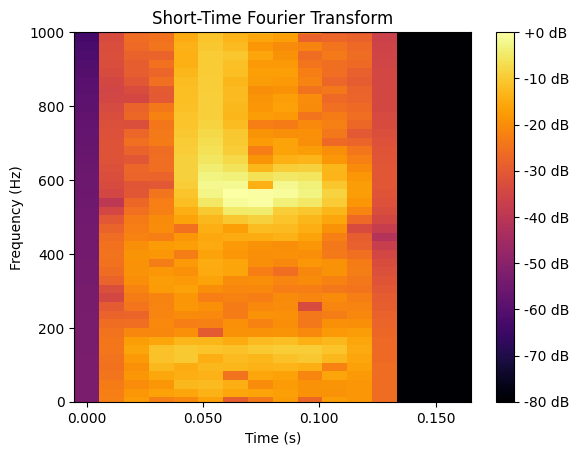 Short-Time Fourier Transform
1000
800
600
400
200
0
Frequency (Hz)
0.000
0.050
0.100
0.150
Time (s)
+0 dB
-10 dB
-20 dB
-30 dB
-40 dB
-50 dB
-60 dB
-70 dB
-80 dB